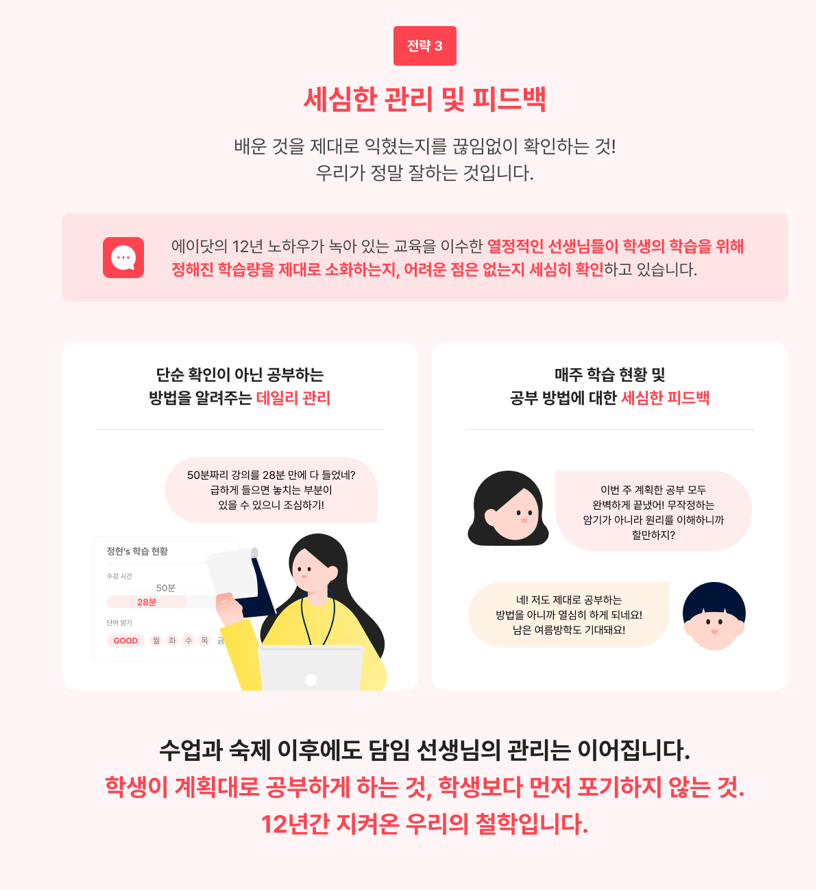 전략 3
세심한 관리 및 피드백
배운 것을 제대로 익혔는지를 끊임없이 확인하는 것!
우리가 정말 잘하는 것입니다.
에이닷의 12년 노하우가 녹아 있는 교육을 이수한 열정적인 선생님들이 학생의 학습을 위해
정해진 학습량을 제대로 소화하는지, 어려운 점은 없는지 세심히 확인하고 있습니다.
단순 확인이 아닌 공부하는
방법을 알려주는 데일리 관리
50분짜리 강의를 28분 만에 다 들었네?
급하게 들으면 놓치는 부분이
있을 수 있으니 조심하기!
정현's 학습 현황
수강 시간
50분
28분
단어 암기
GOOD 월 화 수 목 금
매주 학습 현황 및
공부 방법에 대한 세심한 피드백
이번 주 계획한 공부 모두
완벽하게 끝냈어! 무작정하는
암기가 아니라 원리를 이해하니까
할만하지?
네! 저도 제대로 공부하는
방법을 아니까 열심히 하게 되네요!
남은 여름방학도 기대돼요!
수업과 숙제 이후에도 담임 선생님의 관리는 이어집니다.
학생이 계획대로 공부하게 하는 것, 학생보다 먼저 포기하지 않는 것.
12년간 지켜온 우리의 철학입니다.